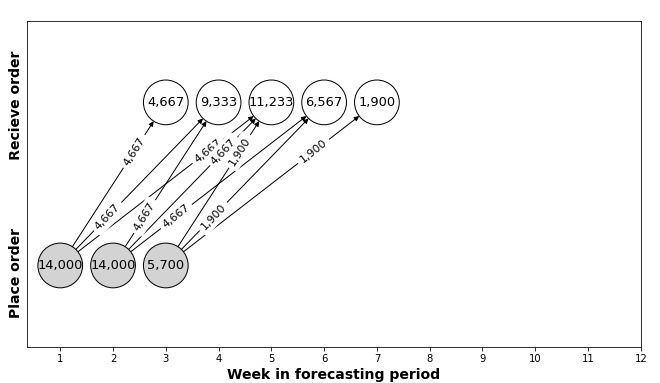 Recieve order
4,667 9,333 11,233 6,567 1,900
4,667 4,667 4,667 1,900 1,900
4,667 4,667 4,667 1,900
Place order
14,000 14,000 5,700
1 2 3 4 5 6 7 8 9 10 11 12
Week in forecasting period